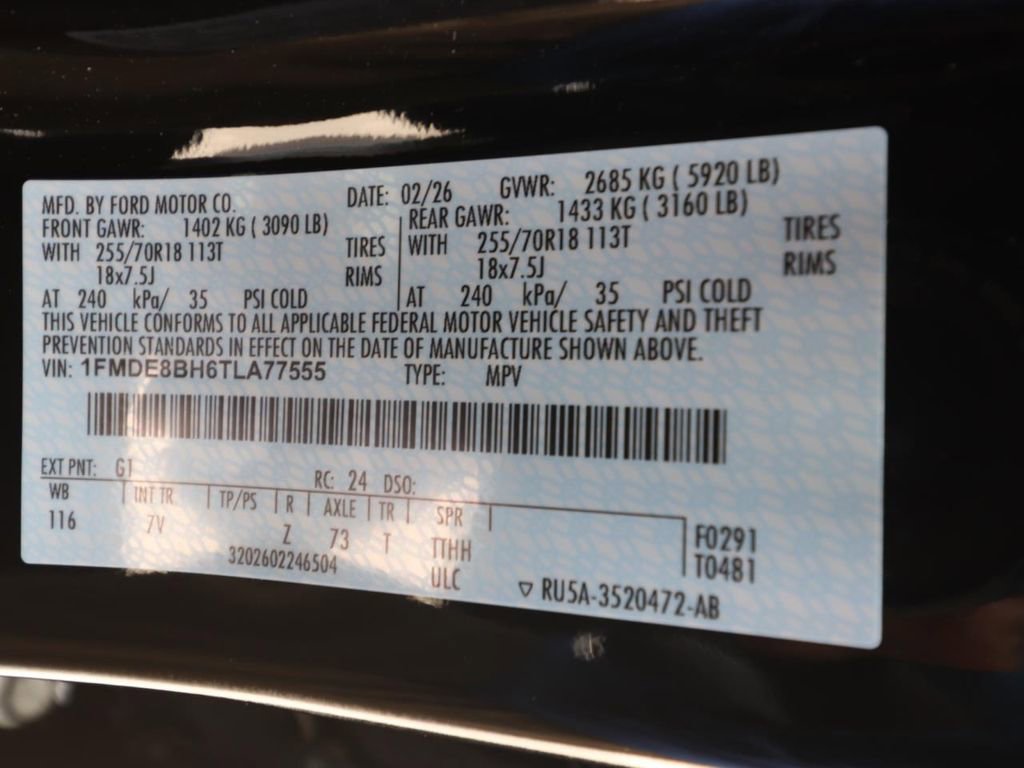 MFD. BY FORD MOTOR CO. DATE: 02/26 GVWR: 2685 KG ( 5920 LB)
FRONT GAWR: 1402 KG ( 3090 LB) REAR GAWR: 1433 KG ( 3160 LB)
WITH 255/70R18 113T TIRES WITH 255/70R18 113T TIRES
18x7.5J RIMS 18x7.5J RIMS
AT 240 kPa/ 35 PSI COLD AT 240 kPa/ 35 PSI COLD
THIS VEHICLE CONFORMS TO ALL APPLICABLE FEDERAL MOTOR VEHICLE SAFETY AND THEFT
PREVENTION STANDARDS IN EFFECT ON THE DATE OF MANUFACTURE SHOWN ABOVE.
VIN: 1FMDE8BH6TLA77555 TYPE: MPV
EXT PNT: G1 RC: 24 DSO:
WB INT TR TP/PS R AXLE TR SPR
116 7V Z 73 T TTHH F0291
3202602246504 ULC T0481
▽ RU5A-3520472-AB